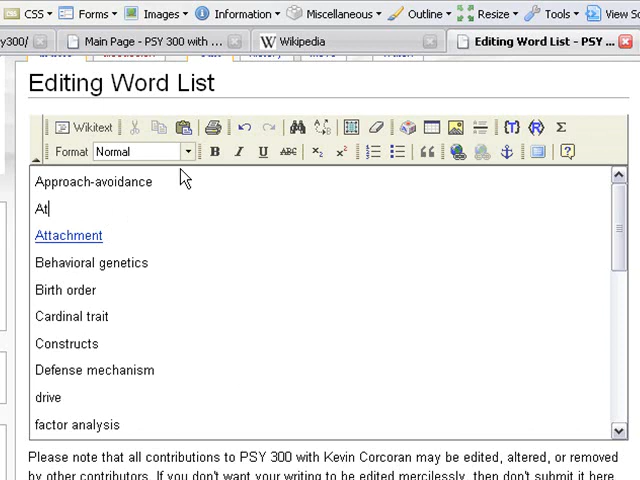 CSS Forms Images Information Miscellaneous Outline Resize Tools View So
y300/ Main Page - PSY 300 with ... Wikipedia Editing Word List - PSY ...
Editing Word List
Wikitext
Format Normal B I U ABC
Approach-avoidance
At
Attachment
Behavioral genetics
Birth order
Cardinal trait
Constructs
Defense mechanism
drive
factor analysis
Please note that all contributions to PSY 300 with Kevin Corcoran may be edited, altered, or removed
by other contributors. If you don't want your writing to be edited mercilessly, then don't submit it here